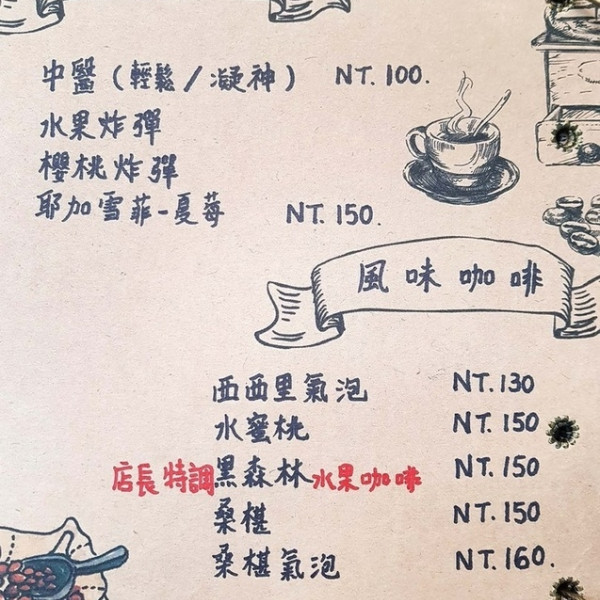 中醫（輕鬆/凝神） NT.100.
水果炸彈
櫻桃炸彈
耶加雪菲-夏莓 NT.150.
風味咖啡
西西里氣泡 NT.130
水蜜桃 NT.150
店長特調黑森林水果咖啡 NT.150
桑椹 NT.150
桑椹氣泡 NT.160.